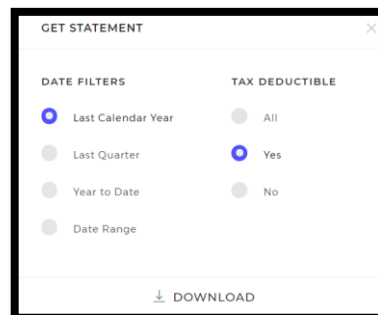 GET STATEMENT
DATE FILTERS
Last Calendar Year
Last Quarter
Year to Date
Date Range
TAX DEDUCTIBLE
All
Yes
No
DOWNLOAD